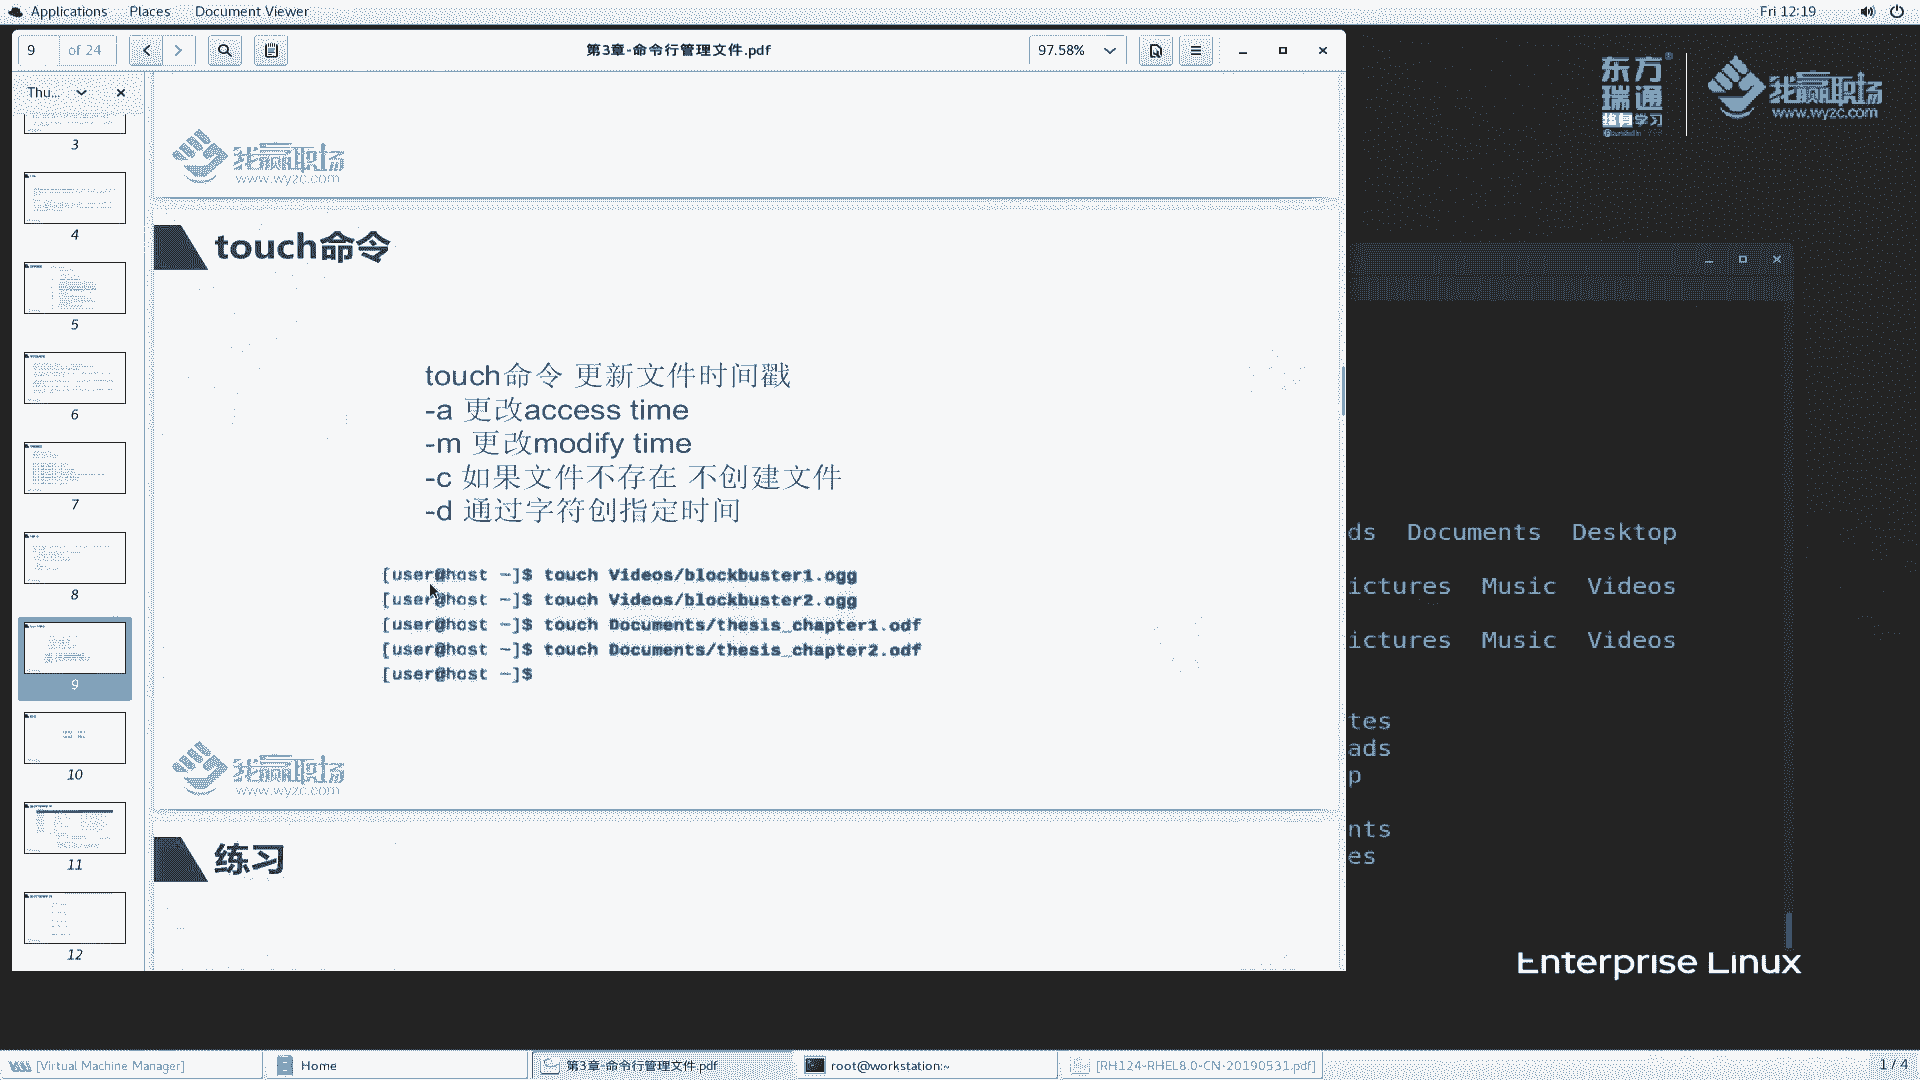 Applications Places Document Viewer
Fri 12:19
9 of 24
第3章-命令行管理文件.pdf
97.58%
Thu...
3
4
5
6
7
8
9
10
11
12
我赢职场
www.wyzc.com
touch命令
touch命令 更新文件时间戳
-a 更改access time
-m 更改modify time
-c 如果文件不存在 不创建文件
-d 通过字符创指定时间
[user@host ~]$ touch Videos/blockbuster1.ogg
[user@host ~]$ touch Videos/blockbuster2.ogg
[user@host ~]$ touch Documents/thesis_chapter1.odf
[user@host ~]$ touch Documents/thesis_chapter2.odf
[user@host ~]$
我赢职场
www.wyzc.com
练习
东方
瑞通
终身学习
我赢职场
www.wyzc.com
ds Documents Desktop
ictures Music Videos
ictures Music Videos
tes
ads
p
nts
es
Enterprise Linux
[Virtual Machine Manager]
Home
第3章-命令行管理文件.pdf
root@workstation:~
[RH124-RHEL8.0-CN-20190531.pdf]
1 / 4